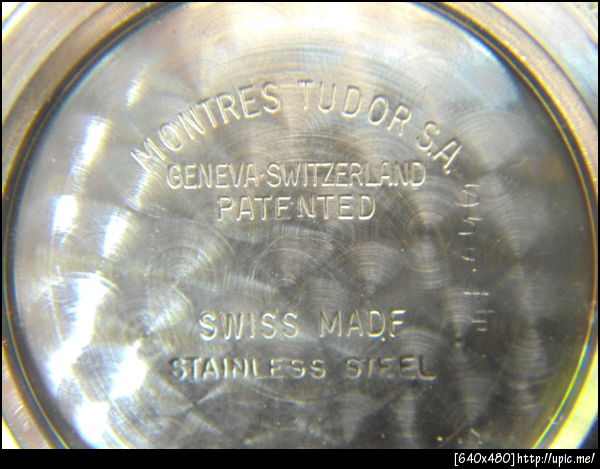 MONTRES TUDOR S.A.
GENEVA·SWITZERLAND
PATENTED
SWISS MADE
STAINLESS STEEL
[640x480]http://upic.me/